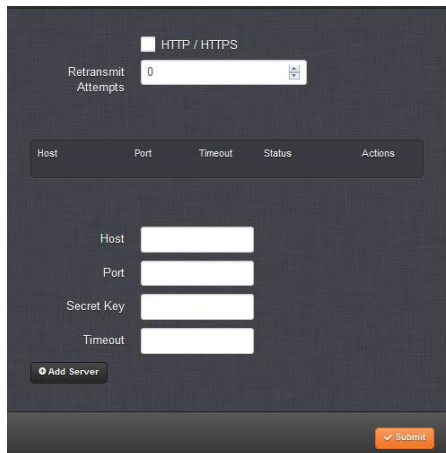 HTTP / HTTPS
Retransmit Attempts 0
Host Port Timeout Status Actions
Host
Port
Secret Key
Timeout
Add Server
Submit